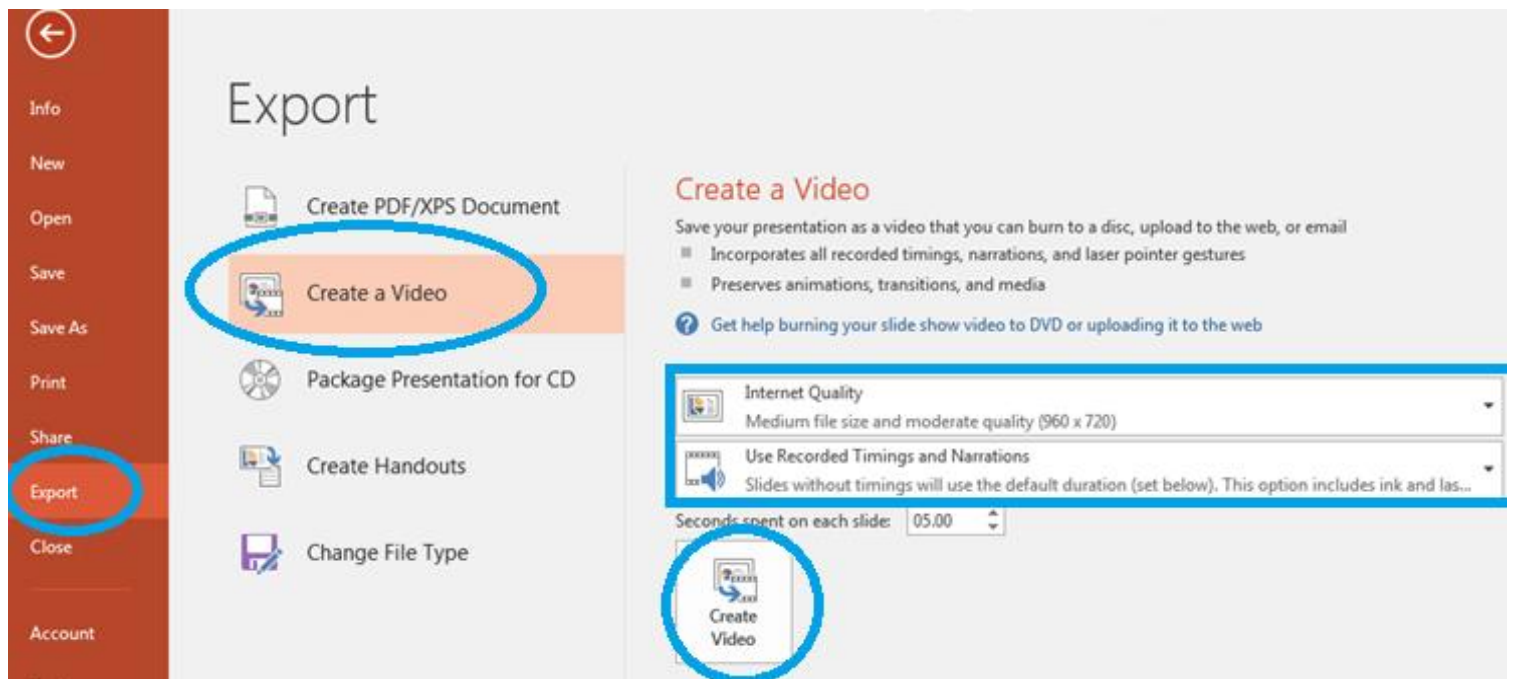 Info
New
Open
Save
Save As
Print
Share
Export
Close
Account
Export
Create PDF/XPS Document
Create a Video
Package Presentation for CD
Create Handouts
Change File Type
Create a Video
Save your presentation as a video that you can burn to a disc, upload to the web, or email
Incorporates all recorded timings, narrations, and laser pointer gestures
Preserves animations, transitions, and media
Get help burning your slide show video to DVD or uploading it to the web
Internet Quality
Medium file size and moderate quality (960 x 720)
Use Recorded Timings and Narrations
Slides without timings will use the default duration (set below). This option includes ink and las...
Seconds spent on each slide: 05.00
Create
Video